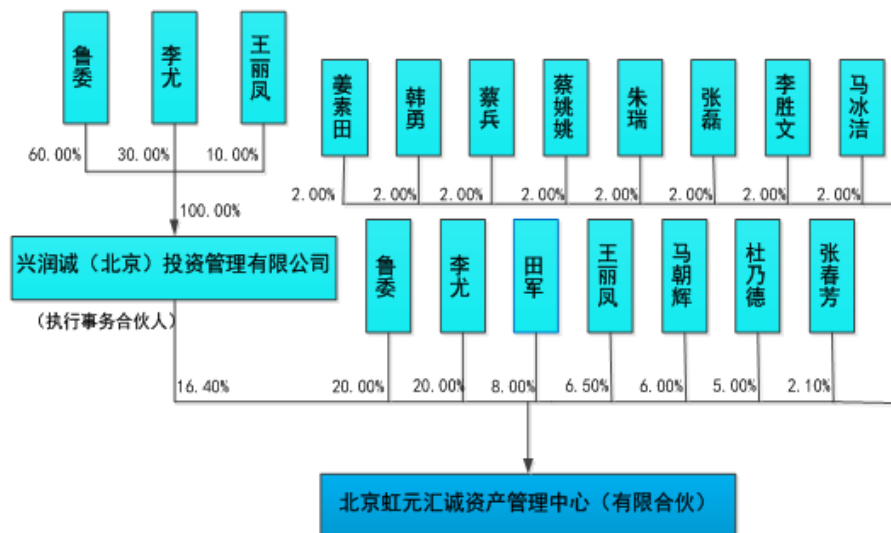 鲁委
李尤
王丽凤
60.00%
30.00%
10.00%
100.00%
姜素田
韩勇
蔡兵
蔡姚姚
朱瑞
张磊
李胜文
马冰洁
2.00%
2.00%
2.00%
2.00%
2.00%
2.00%
2.00%
2.00%
兴润诚（北京）投资管理有限公司
（执行事务合伙人）
鲁委
李尤
田军
王丽凤
马朝辉
杜乃德
张春芳
16.40%
20.00%
20.00%
8.00%
6.50%
6.00%
5.00%
2.10%
北京虹元汇诚资产管理中心（有限合伙）